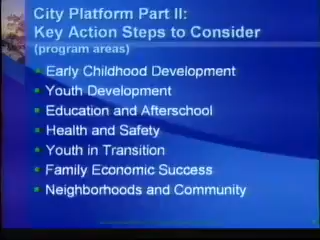 City Platform Part II:
Key Action Steps to Consider
(program areas)
Early Childhood Development
Youth Development
Education and Afterschool
Health and Safety
Youth in Transition
Family Economic Success
Neighborhoods and Community